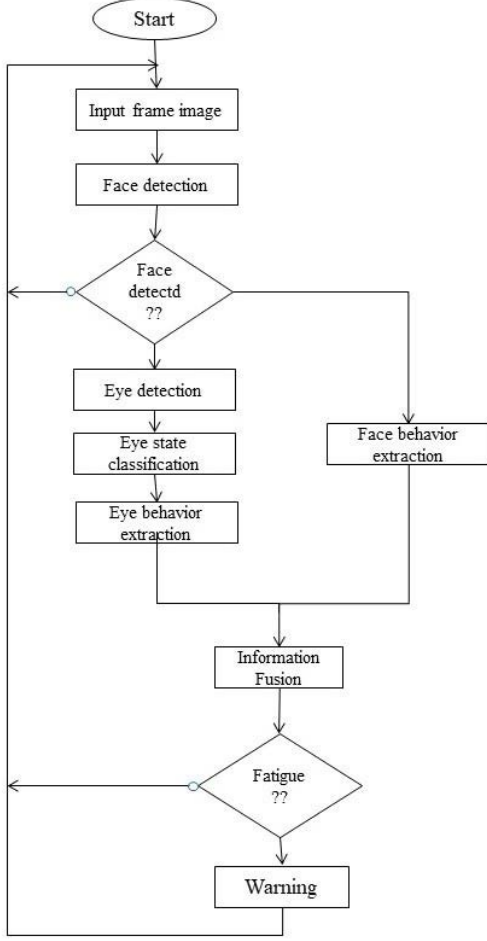 Start
Input frame image
Face detection
Face
detectd
??
Eye detection
Eye state
classification
Eye behavior
extraction
Face behavior
extraction
Information
Fusion
Fatigue
??
Warning